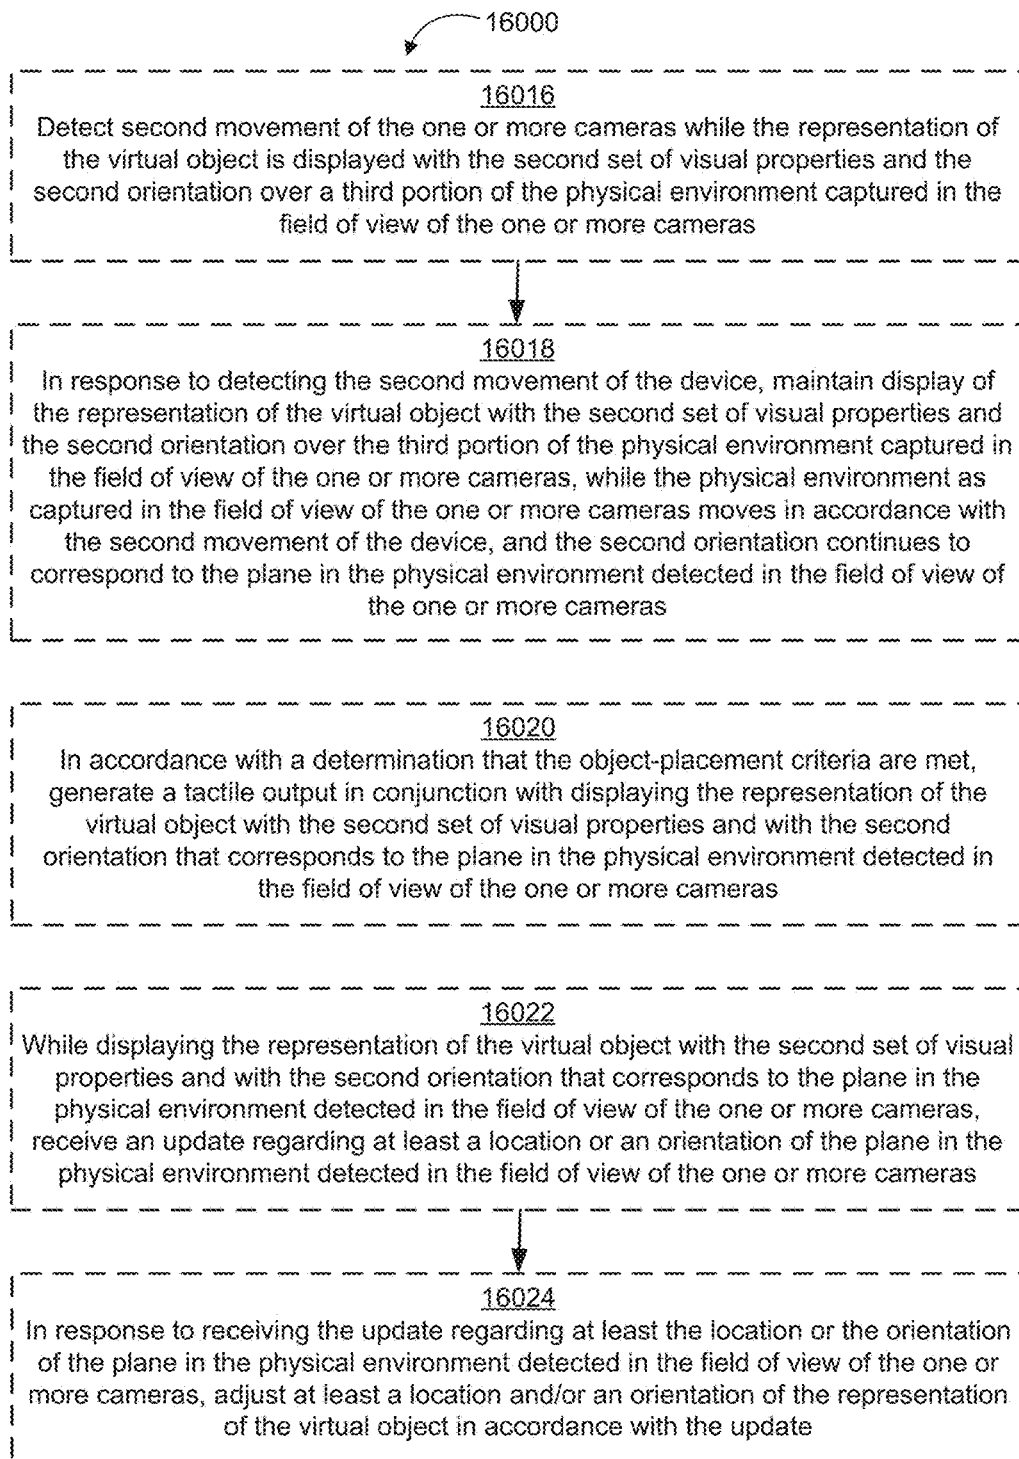 16000
16016
Detect second movement of the one or more cameras while the representation of
the virtual object is displayed with the second set of visual properties and the
second orientation over a third portion of the physical environment captured in the
field of view of the one or more cameras
16018
In response to detecting the second movement of the device, maintain display of
the representation of the virtual object with the second set of visual properties and
the second orientation over the third portion of the physical environment captured in
the field of view of the one or more cameras, while the physical environment as
captured in the field of view of the one or more cameras moves in accordance with
the second movement of the device, and the second orientation continues to
correspond to the plane in the physical environment detected in the field of view of
the one or more cameras
16020
In accordance with a determination that the object-placement criteria are met,
generate a tactile output in conjunction with displaying the representation of the
virtual object with the second set of visual properties and with the second
orientation that corresponds to the plane in the physical environment detected in
the field of view of the one or more cameras
16022
While displaying the representation of the virtual object with the second set of visual
properties and with the second orientation that corresponds to the plane in the
physical environment detected in the field of view of the one or more cameras,
receive an update regarding at least a location or an orientation of the plane in the
physical environment detected in the field of view of the one or more cameras
16024
In response to receiving the update regarding at least the location or the orientation
of the plane in the physical environment detected in the field of view of the one or
more cameras, adjust at least a location and/or an orientation of the representation
of the virtual object in accordance with the update